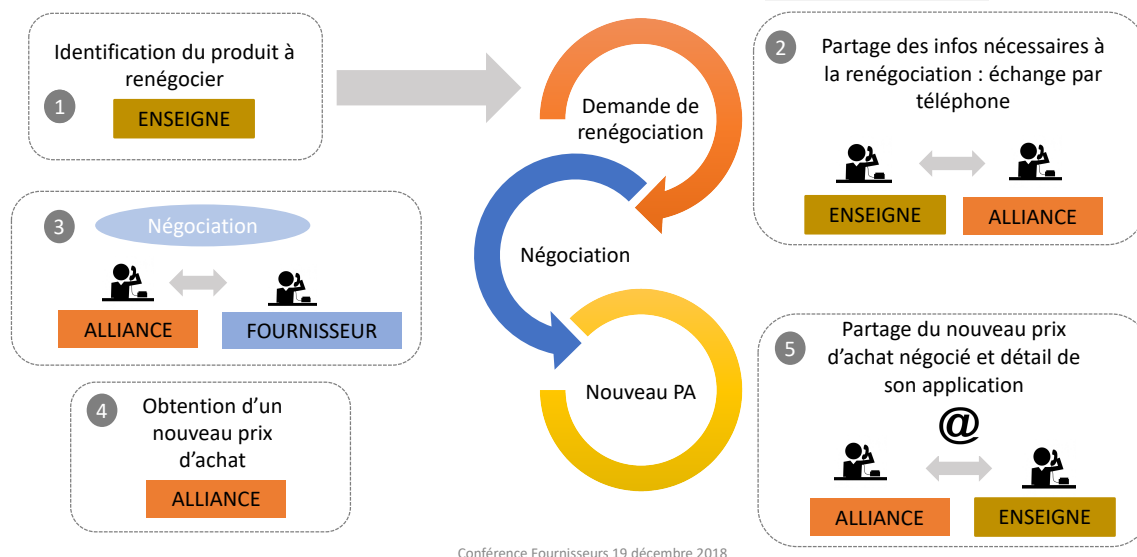 1
Identification du produit à
renégocier
ENSEIGNE
Demande de
renégociation
2
Partage des infos nécessaires à
la renégociation : échange par
téléphone
ENSEIGNE
ALLIANCE
3
Négociation
ALLIANCE
FOURNISSEUR
Négociation
4
Obtention d’un
nouveau prix
d’achat
ALLIANCE
Nouveau PA
5
Partage du nouveau prix
d’achat négocié et détail de
son application
@
ALLIANCE
ENSEIGNE
Conférence Fournisseurs 19 décembre 2018